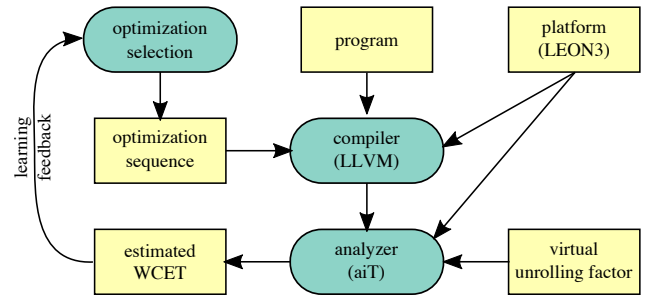 optimization
selection
program
platform
(LEON3)
learning
feedback
optimization
sequence
compiler
(LLVM)
estimated
WCET
analyzer
(aiT)
virtual
unrolling factor